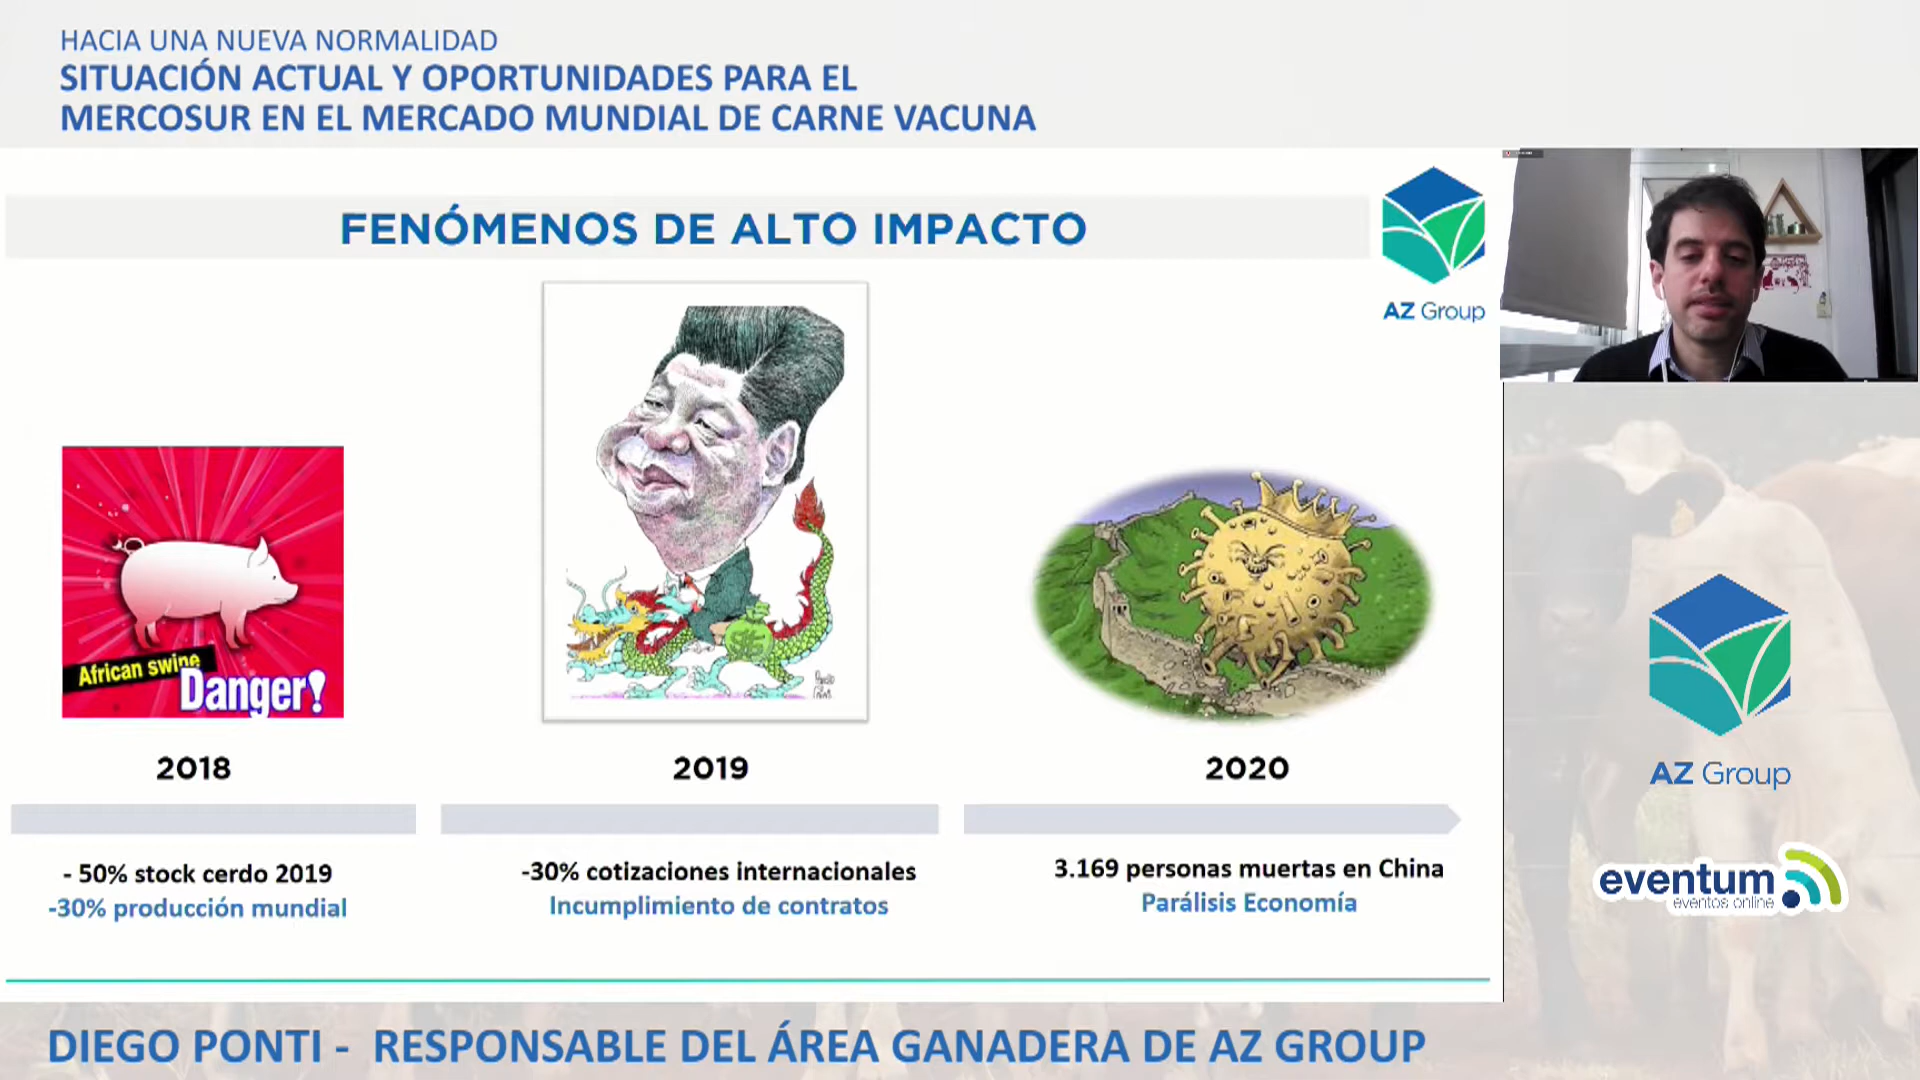 HACIA UNA NUEVA NORMALIDAD
SITUACIÓN ACTUAL Y OPORTUNIDADES PARA EL
MERCOSUR EN EL MERCADO MUNDIAL DE CARNE VACUNA
FENÓMENOS DE ALTO IMPACTO
AZ Group
African swine
Danger!
2018
2019
2020
- 50% stock cerdo 2019
-30% producción mundial
-30% cotizaciones internacionales
Incumplimiento de contratos
3.169 personas muertas en China
Parálisis Economía
AZ Group
eventum
eventos online
DIEGO PONTI - RESPONSABLE DEL ÁREA GANADERA DE AZ GROUP